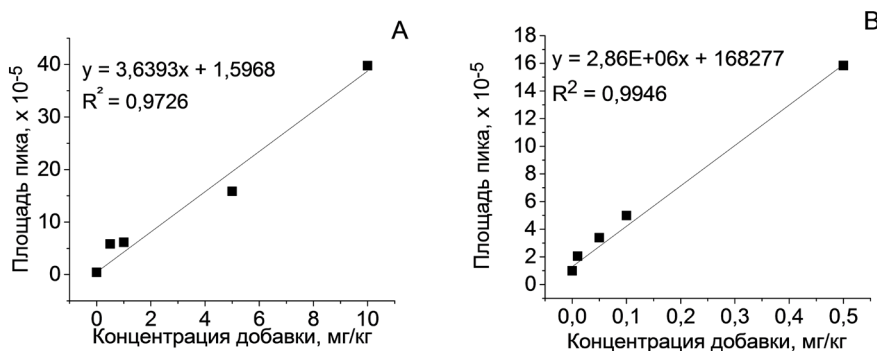 A
y = 3,6393x + 1,5968
R² = 0,9726
Площадь пика, x 10⁻⁵
40
30
20
10
0
0 2 4 6 8 10
Концентрация добавки, мг/кг
B
y = 2,86E+06x + 168277
R² = 0,9946
Площадь пика, x 10⁻⁵
18
16
14
12
10
8
6
4
2
0
0,0 0,1 0,2 0,3 0,4 0,5
Концентрация добавки, мг/кг